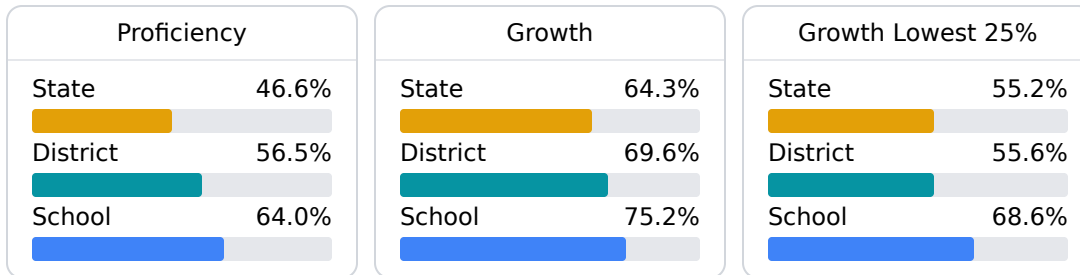 Proficiency
State 46.6%
District 56.5%
School 64.0%
Growth
State 64.3%
District 69.6%
School 75.2%
Growth Lowest 25%
State 55.2%
District 55.6%
School 68.6%